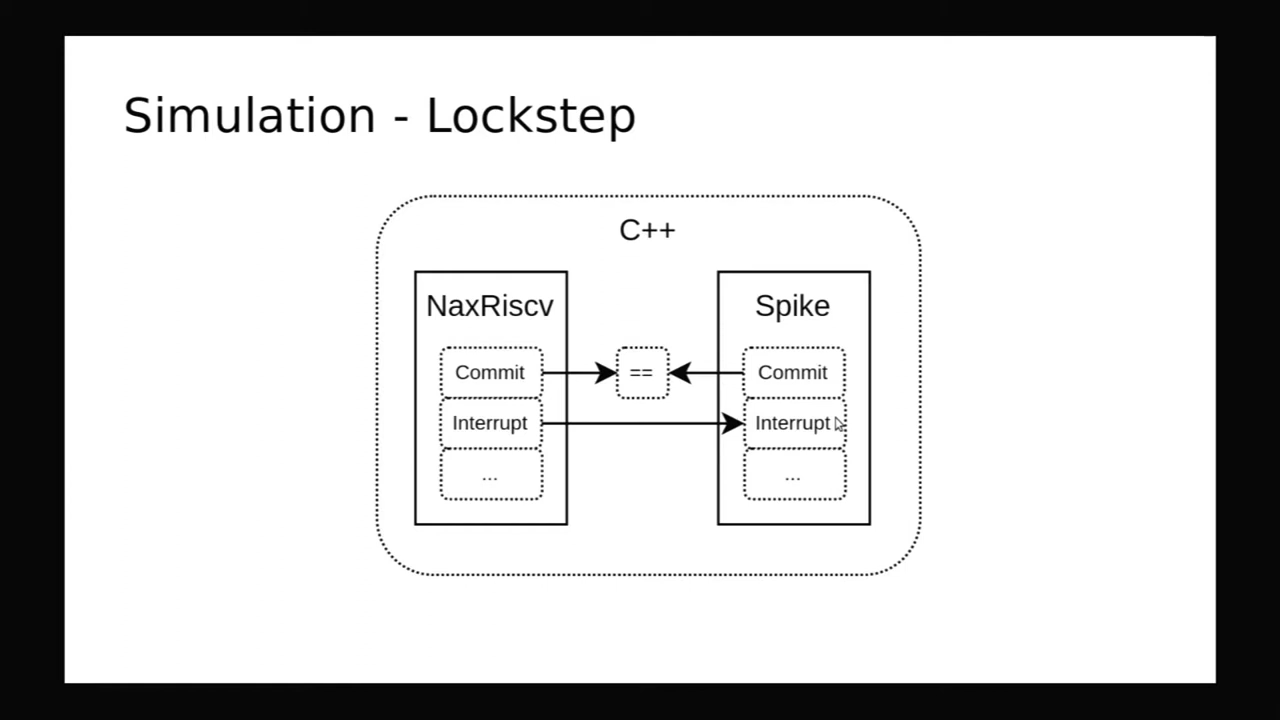 Simulation - Lockstep
C++
NaxRiscv
Spike
Commit
==
Commit
Interrupt
Interrupt
...
...